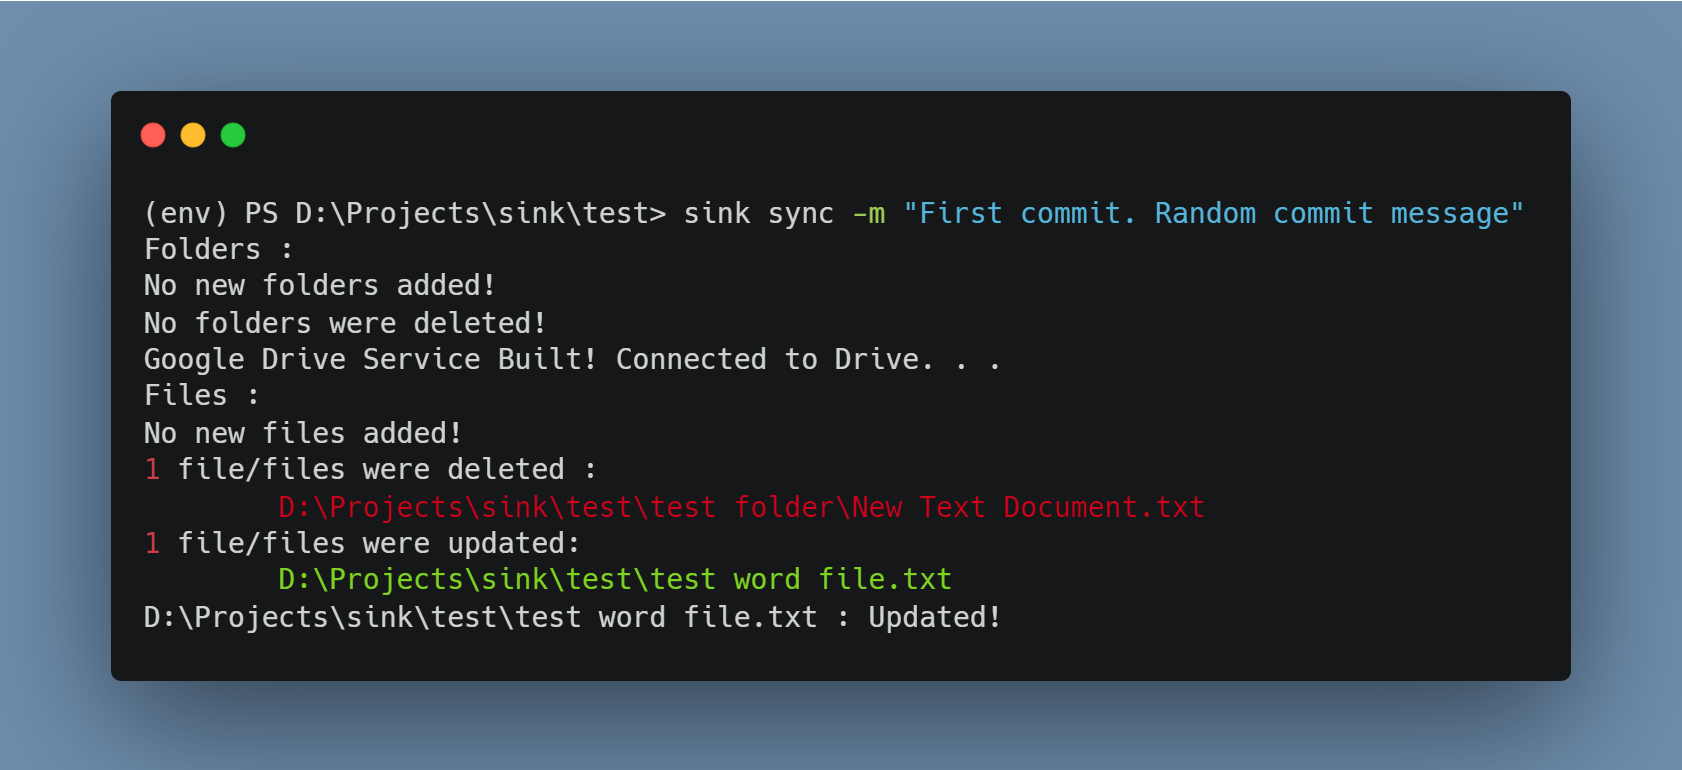 (env) PS D:\Projects\sink\test> sink sync -m "First commit. Random commit message"
Folders :
No new folders added!
No folders were deleted!
Google Drive Service Built! Connected to Drive. . .
Files :
No new files added!
1 file/files were deleted :
        D:\Projects\sink\test\test folder\New Text Document.txt
1 file/files were updated:
        D:\Projects\sink\test\test word file.txt
D:\Projects\sink\test\test word file.txt : Updated!